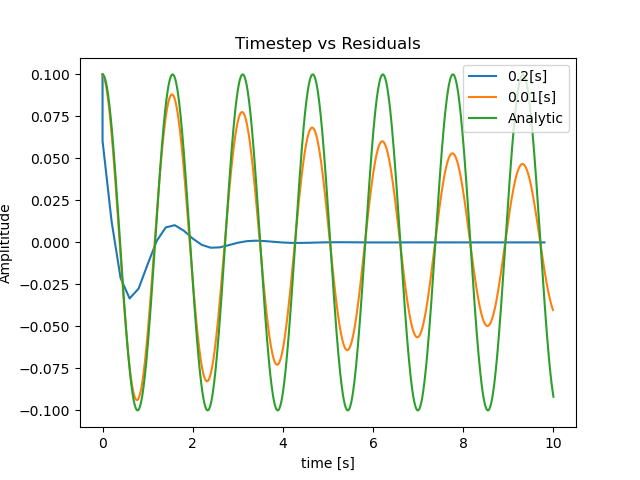 Timestep vs Residuals
0.100
0.075
0.050
0.025
0.000
−0.025
−0.050
−0.075
−0.100
Amplitiude
0.2[s]
0.01[s]
Analytic
0 2 4 6 8 10
time [s]